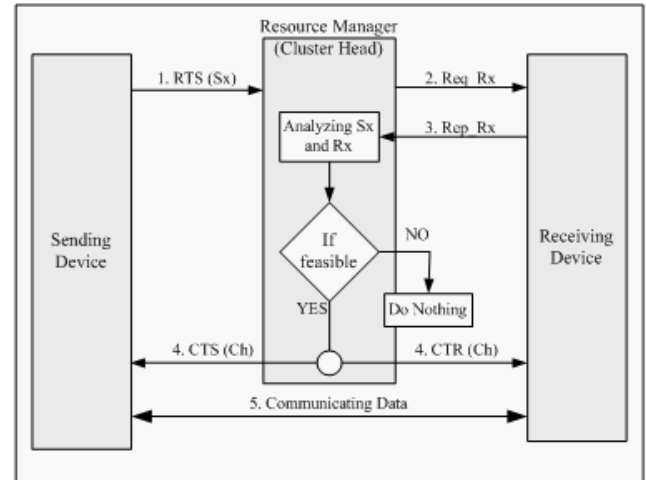 Resource Manager
(Cluster Head)
1. RTS (Sx)
2. Req_Rx
Analyzing Sx
and Rx
3. Rep_Rx
Sending
Device
If
feasible
NO
Receiving
Device
YES
Do Nothing
4. CTS (Ch)
4. CTR (Ch)
5. Communicating Data